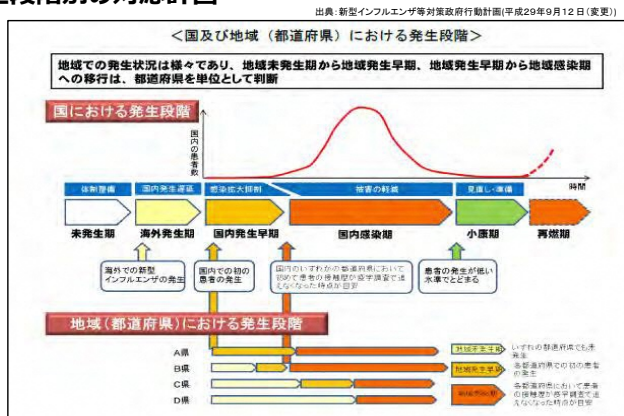 生段階別の対応計画
出典：新型インフルエンザ等対策政府行動計画(平成29年9月12日（変更）)
＜国及び地域（都道府県）における発生段階＞
地域での発生状況は様々であり、地域未発生期から地域発生早期、地域発生早期から地域感染期
への移行は、都道府県を単位として判断
国における発生段階
国内の患者数
時間
体制整備
国内発生遅延
感染拡大抑制
被害の軽減
見直し・準備
未発生期
海外発生期
国内発生早期
国内感染期
小康期
再燃期
海外での新型
インフルエンザの発生
国内での初の
患者の発生
国内のいずれかの都道府県において
初めて患者の接触歴が疫学調査で追
えなくなった時点が目安
患者の発生が低い
水準でとどまる
地域（都道府県）における発生段階
A県
B県
C県
D県
地域未発生期
いずれの都道府県でも未
発生
地域発生早期
各都道府県での初の患者
の発生
地域感染期
各都道府県において患者
の接触歴が疫学調査で追
えなくなった時点が目安